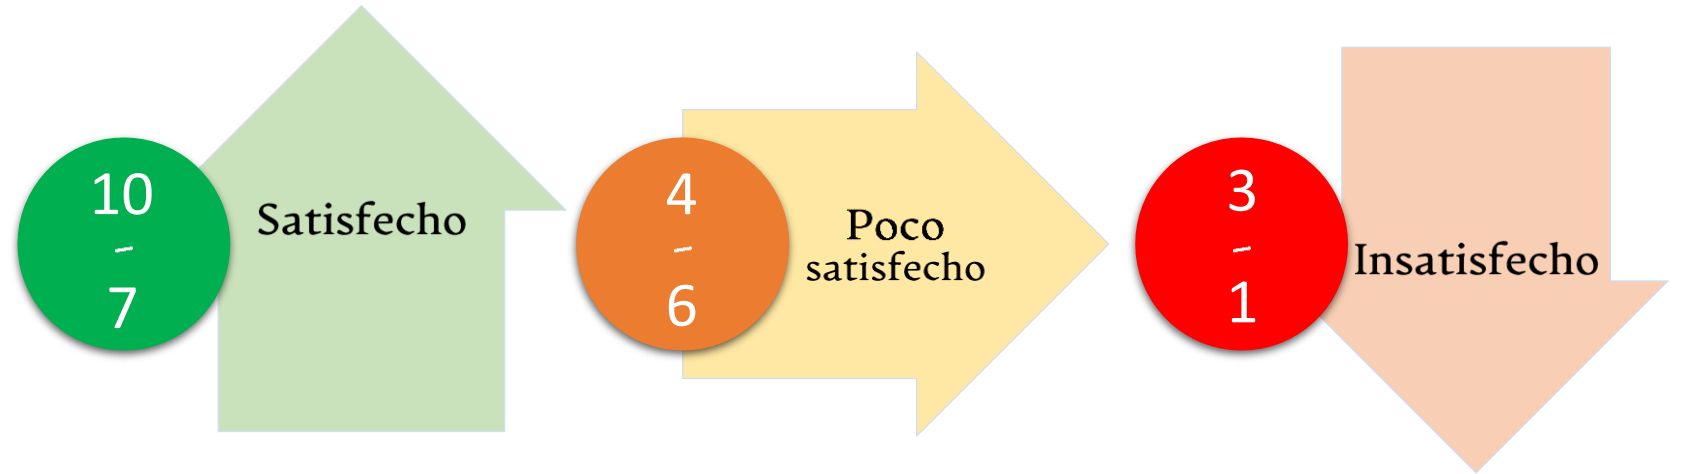 10
–
7
Satisfecho
4
–
6
Poco
satisfecho
3
–
1
Insatisfecho